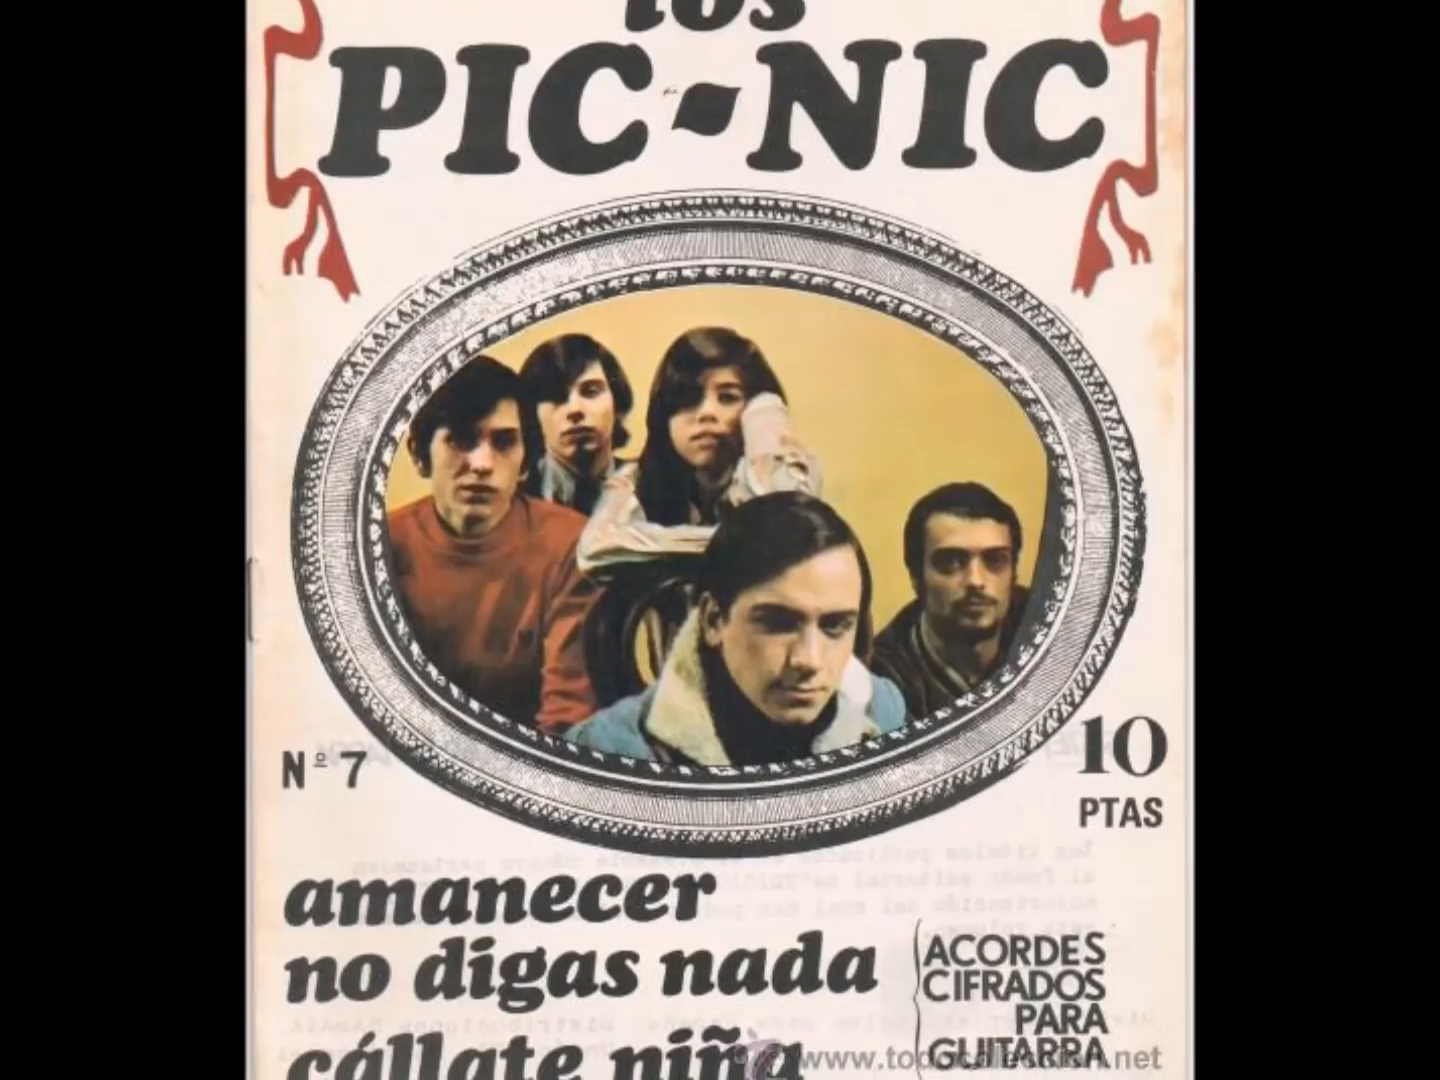 los
PIC-NIC
Nº 7
10
PTAS
amanecer
no digas nada
cállate niña
ACORDES
CIFRADOS
PARA
GUITARRA
www.todocoleccion.net